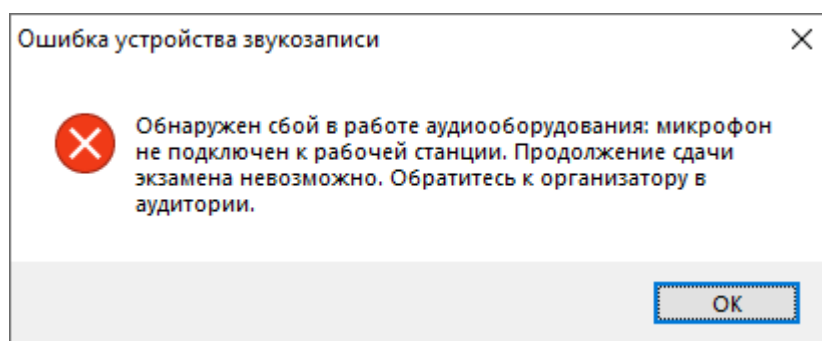 Ошибка устройства звукозаписи
Обнаружен сбой в работе аудиооборудования: микрофон
не подключен к рабочей станции. Продолжение сдачи
экзамена невозможно. Обратитесь к организатору в
аудитории.
ОК